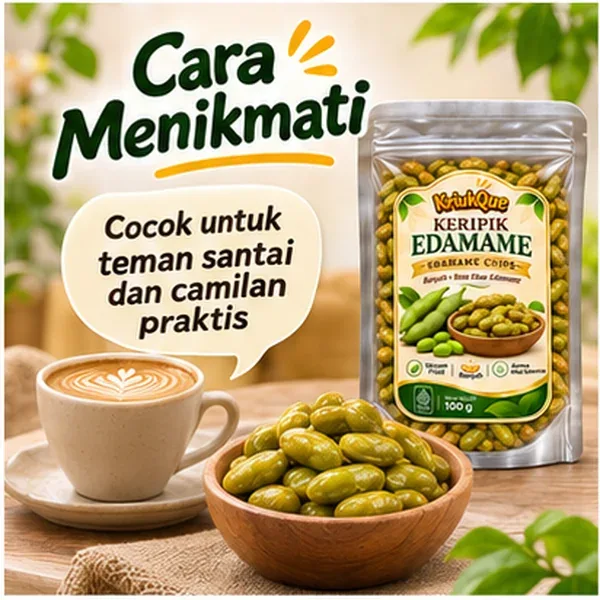 Cara
Menikmati
Cocok untuk
teman santai
dan camilan
praktis
KriukQue
KERIPIK
EDAMAME
100 g